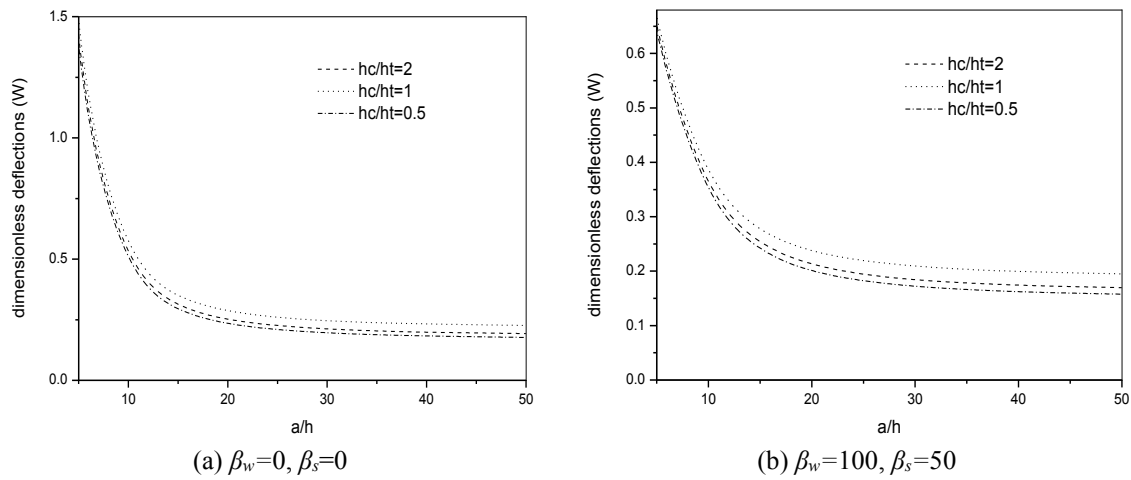 dimensionless deflections (W)
1.5
1.0
0.5
0.0
hc/ht=2
hc/ht=1
hc/ht=0.5
10 20 30 40 50
a/h
(a) βw=0, βs=0
dimensionless deflections (W)
0.6
0.5
0.4
0.3
0.2
0.1
0.0
hc/ht=2
hc/ht=1
hc/ht=0.5
10 20 30 40 50
a/h
(b) βw=100, βs=50